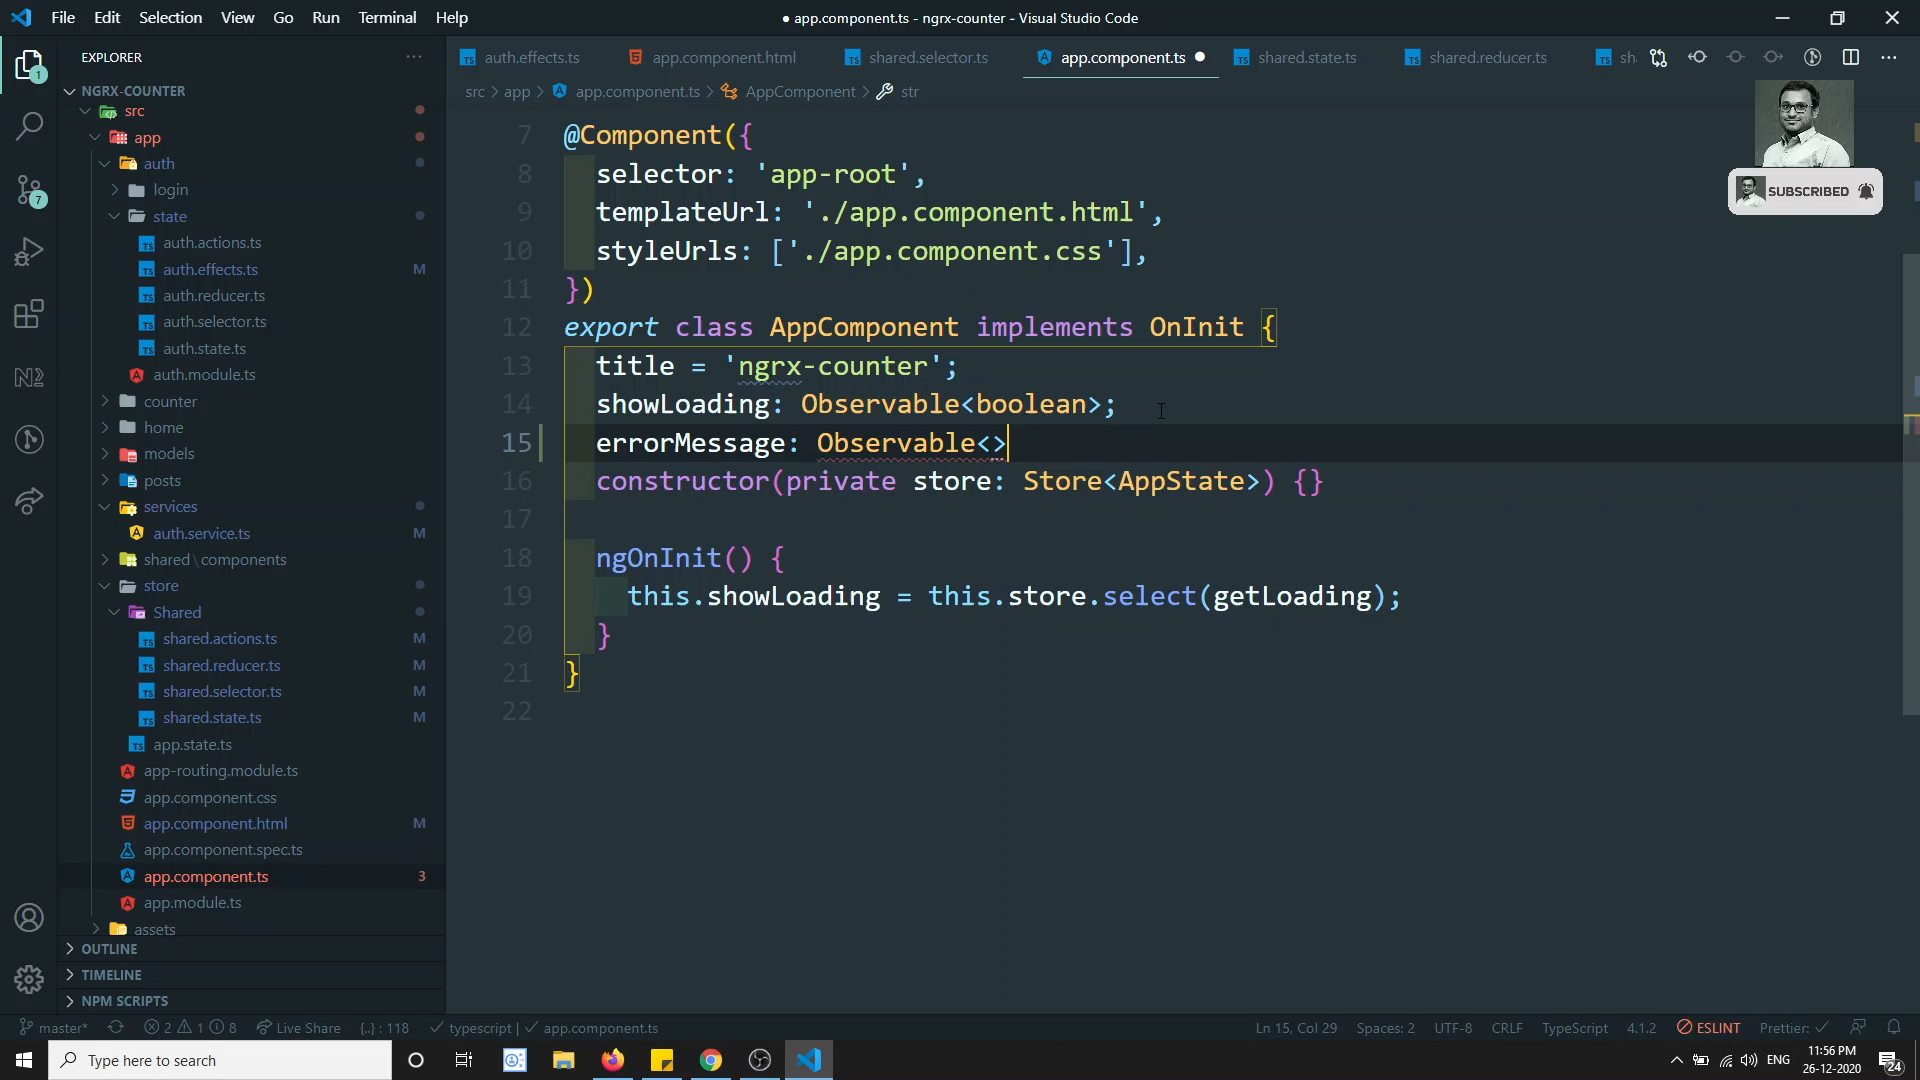 File Edit Selection View Go Run Terminal Help
● app.component.ts - ngrx-counter - Visual Studio Code
EXPLORER
NGRX-COUNTER
src
app
auth
login
state
auth.actions.ts
auth.effects.ts M
auth.reducer.ts
auth.selector.ts
auth.state.ts
auth.module.ts
counter
home
models
posts
services
auth.service.ts M
shared\components
store
Shared
shared.actions.ts M
shared.reducer.ts M
shared.selector.ts M
shared.state.ts M
app.state.ts
app-routing.module.ts
app.component.css
app.component.html M
app.component.spec.ts
app.component.ts 3
app.module.ts
assets
OUTLINE
TIMELINE
NPM SCRIPTS
1
7
auth.effects.ts app.component.html shared.selector.ts app.component.ts ● shared.state.ts shared.reducer.ts sh
src > app > app.component.ts > AppComponent > str
SUBSCRIBED
7 @Component({
8 selector: 'app-root',
9 templateUrl: './app.component.html',
10 styleUrls: ['./app.component.css'],
11 })
12 export class AppComponent implements OnInit {
13 title = 'ngrx-counter';
14 showLoading: Observable<boolean>;
15 errorMessage: Observable<>
16 constructor(private store: Store<AppState>) {}
17
18 ngOnInit() {
19 this.showLoading = this.store.select(getLoading);
20 }
21 }
22
master* 2 1 8 Live Share {..} : 118 typescript | app.component.ts
Ln 15, Col 29 Spaces: 2 UTF-8 CRLF TypeScript 4.1.2 ESLINT Prettier:
Type here to search
ENG 11:56 PM
26-12-2020
24